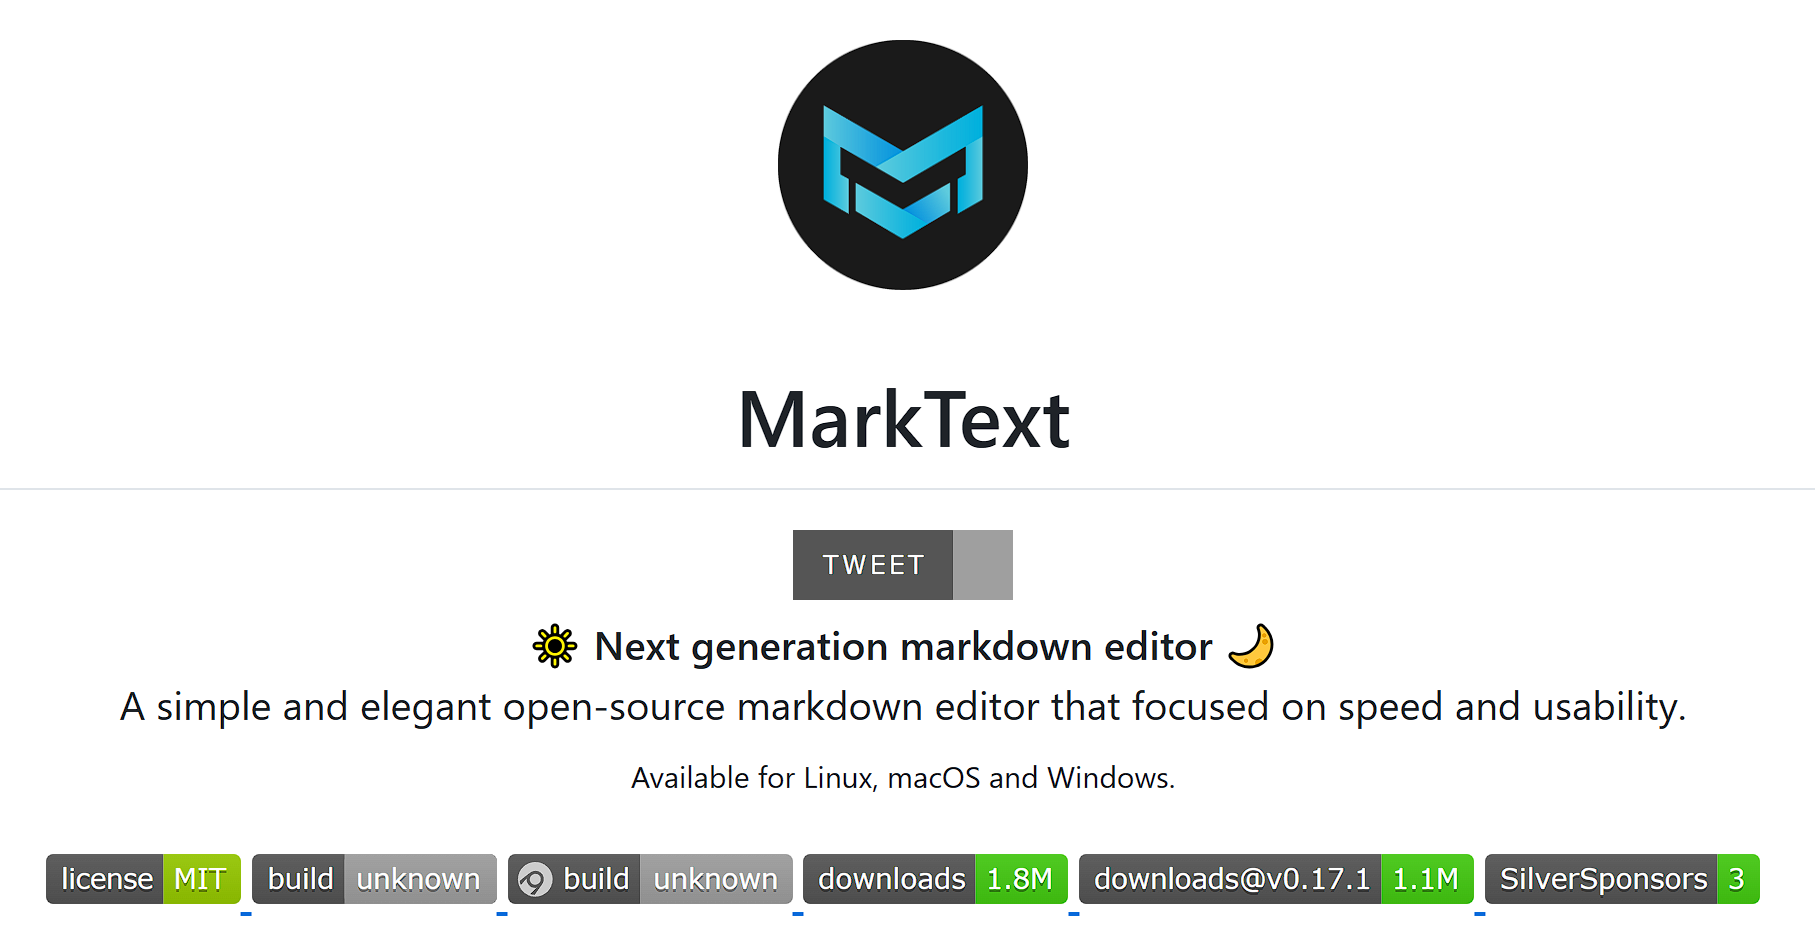 MarkText
TWEET
Next generation markdown editor
A simple and elegant open-source markdown editor that focused on speed and usability.
Available for Linux, macOS and Windows.
license MIT build unknown build unknown downloads 1.8M downloads@v0.17.1 1.1M SilverSponsors 3